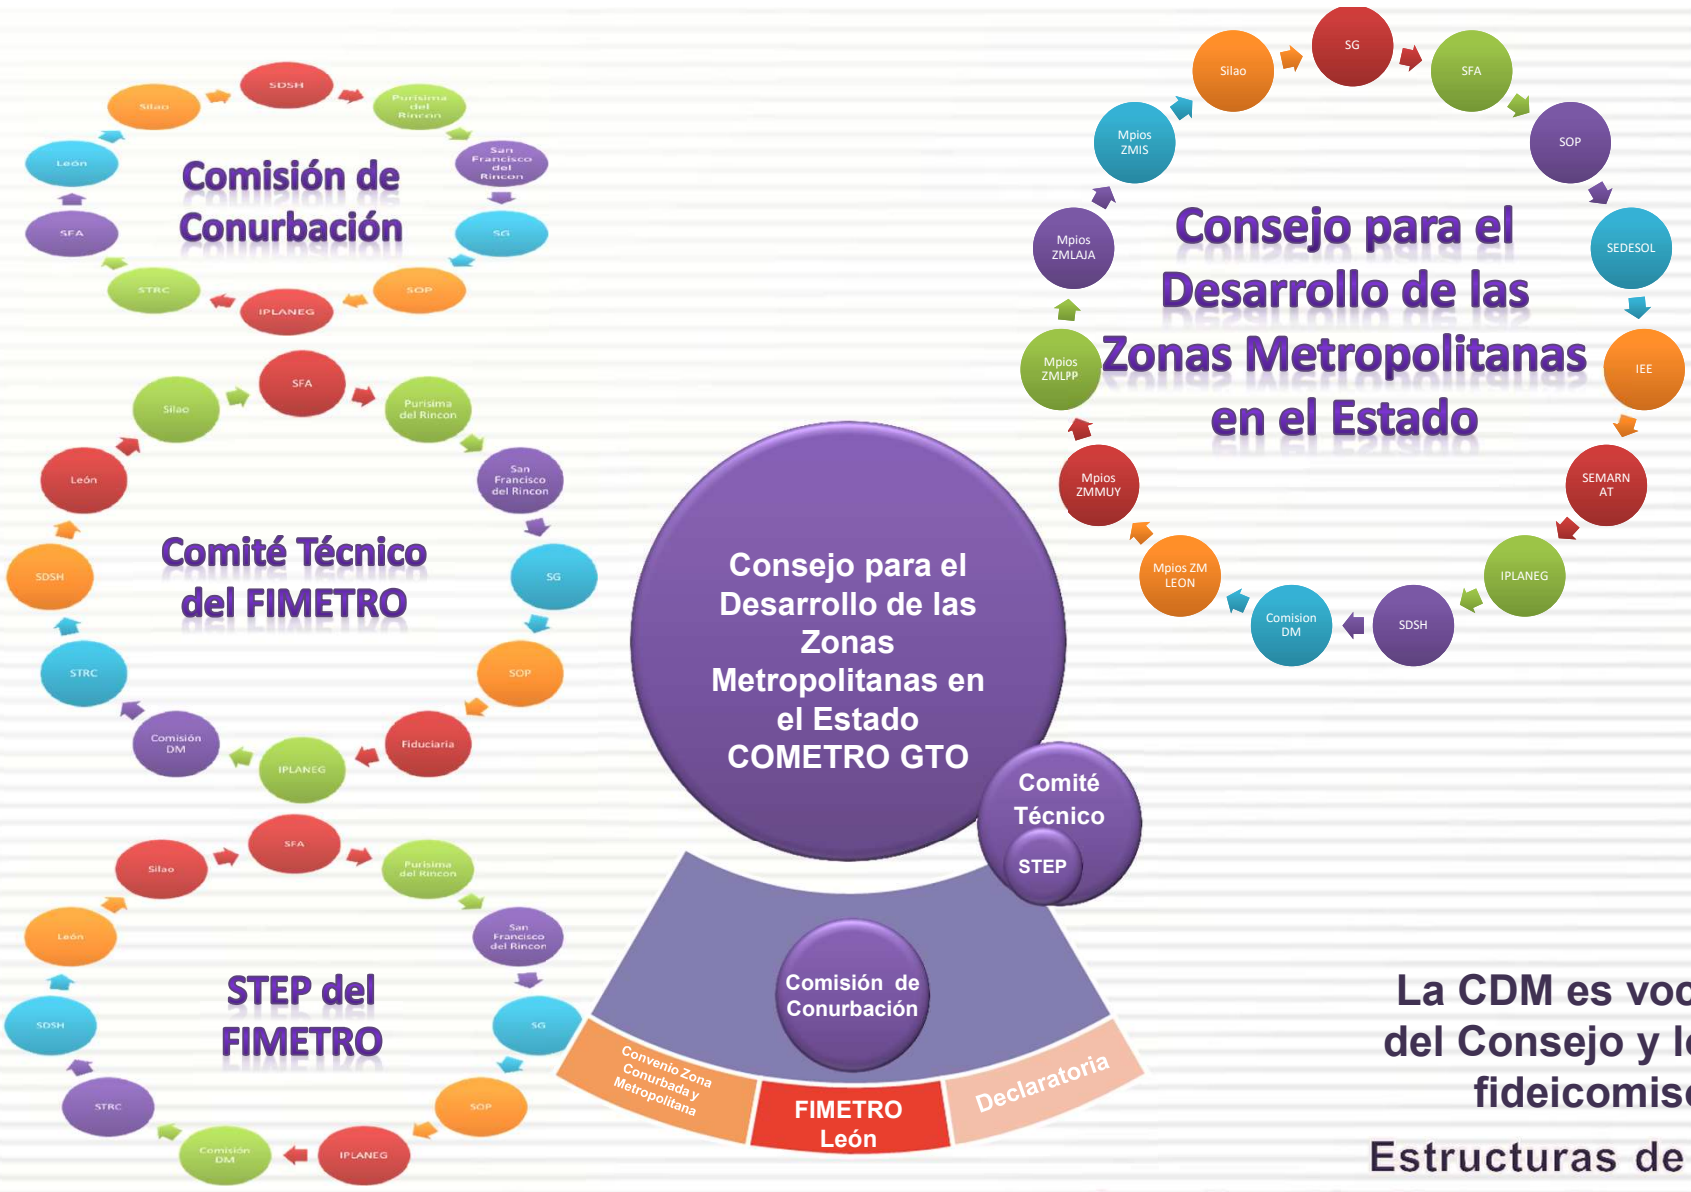 SDSH
Purisima
del
Rincon
San
Francisco
del
Rincon
SG
SOP
IPLANEG
STRC
SFA
León
Silao
Comisión de
Conurbación
SFA
Purisima
del Rincon
San
Francisco
del Rincon
SG
SOP
Fiduciaria
IPLANEG
Comisión
DM
STRC
SDSH
León
Silao
Comité Técnico
del FIMETRO
SFA
Purisima
del Rincon
San
Francisco
del Rincon
SG
SOP
IPLANEG
Comisión
DM
STRC
SDSH
León
Silao
STEP del
FIMETRO
Consejo para el
Desarrollo de las
Zonas
Metropolitanas en
el Estado
COMETRO GTO
Comité
Técnico
STEP
Comisión de
Conurbación
Convenio Zona
Conurbada y
Metropolitana
FIMETRO
León
Declaratoria
SG
SFA
SOP
SEDESOL
IEE
SEMARN
AT
IPLANEG
SDSH
Comision
DM
Mpios ZM
LEON
Mpios
ZMMUY
Mpios
ZMLPP
Mpios
ZMLAJA
Mpios
ZMIS
Silao
Consejo para el
Desarrollo de las
Zonas Metropolitanas
en el Estado
La CDM es voc
del Consejo y l
fideicomis
Estructuras de